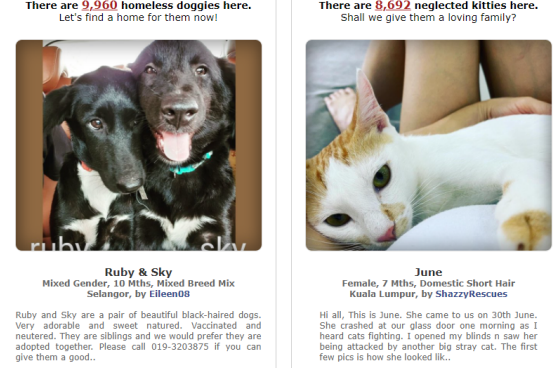 There are 9,960 homeless doggies here.
Let's find a home for them now!
ruby sky
Ruby & Sky
Mixed Gender, 10 Mths, Mixed Breed Mix
Selangor, by Eileen08
Ruby and Sky are a pair of beautiful black-haired dogs.
Very adorable and sweet natured. Vaccinated and
neutered. They are siblings and we would prefer they are
adopted together. Please call 019-3203875 if you can
give them a good..
There are 8,692 neglected kitties here.
Shall we give them a loving family?
June
Female, 7 Mths, Domestic Short Hair
Kuala Lumpur, by ShazzyRescues
Hi all, This is June. She came to us on 30th June.
She crashed at our glass door one morning as I
heard cats fighting. I opened my blinds n saw her
being attacked by another big stray cat. The first
few pics is how she looked lik..